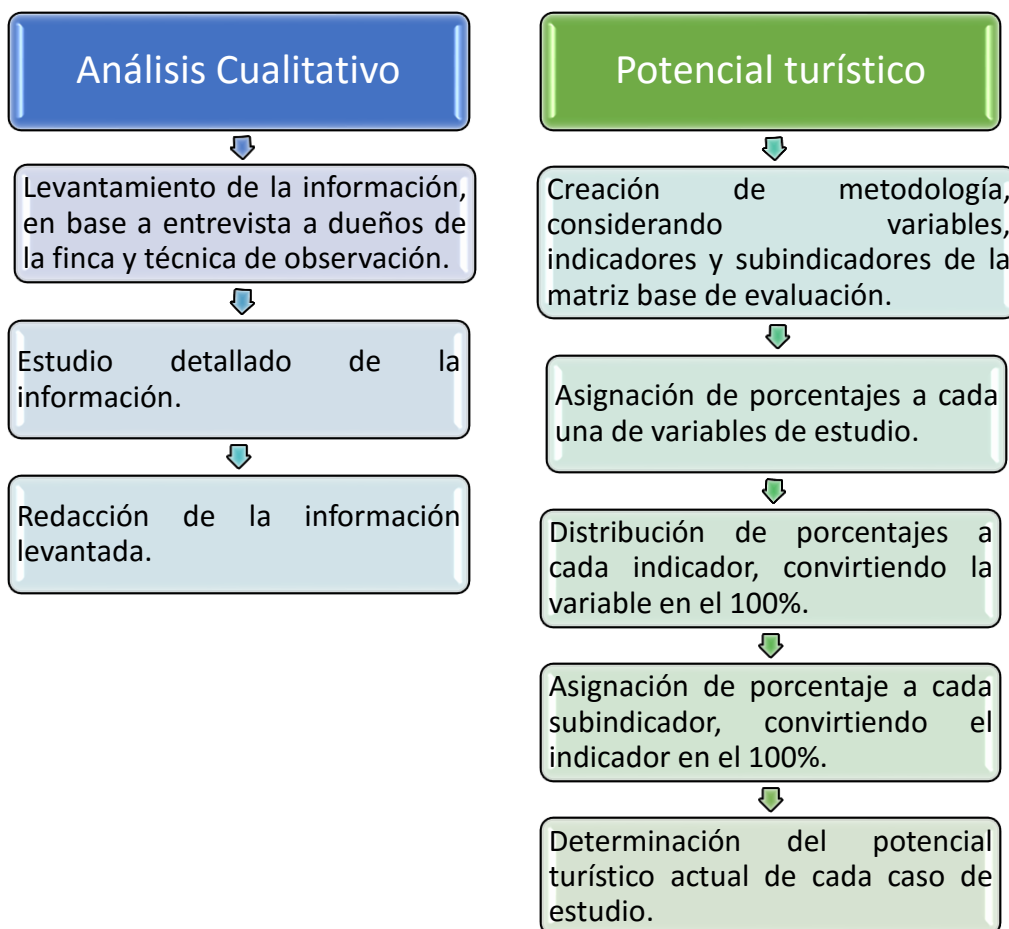 Análisis Cualitativo
Levantamiento de la información,
en base a entrevista a dueños de
la finca y técnica de observación.
Estudio detallado de la
información.
Redacción de la información
levantada.
Potencial turístico
Creación de metodología,
considerando variables,
indicadores y subindicadores de la
matriz base de evaluación.
Asignación de porcentajes a cada
una de variables de estudio.
Distribución de porcentajes a
cada indicador, convirtiendo la
variable en el 100%.
Asignación de porcentaje a cada
subindicador, convirtiendo el
indicador en el 100%.
Determinación del potencial
turístico actual de cada caso de
estudio.